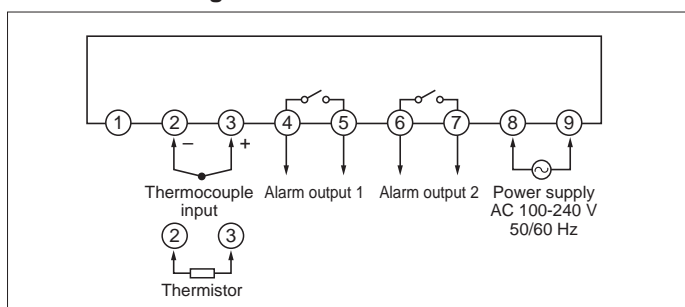 1 2 3 4 5 6 7 8 9
− +
Thermocouple
input
Alarm output 1
Alarm output 2
Power supply
AC 100-240 V
50/60 Hz
2 3
Thermistor